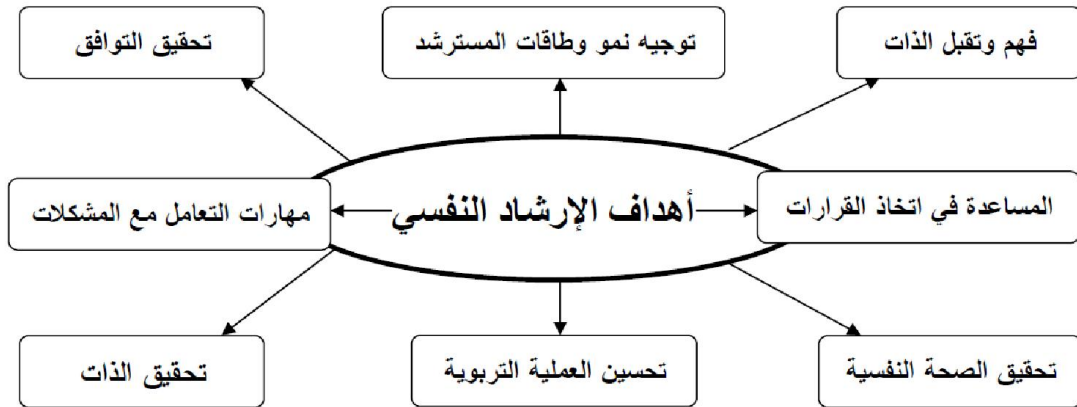 فهم وتقبل الذات
توجيه نمو وطاقات المسترشد
تحقيق التوافق
المساعدة في اتخاذ القرارات
أهداف الإرشاد النفسي
مهارات التعامل مع المشكلات
تحقيق الصحة النفسية
تحسين العملية التربوية
تحقيق الذات